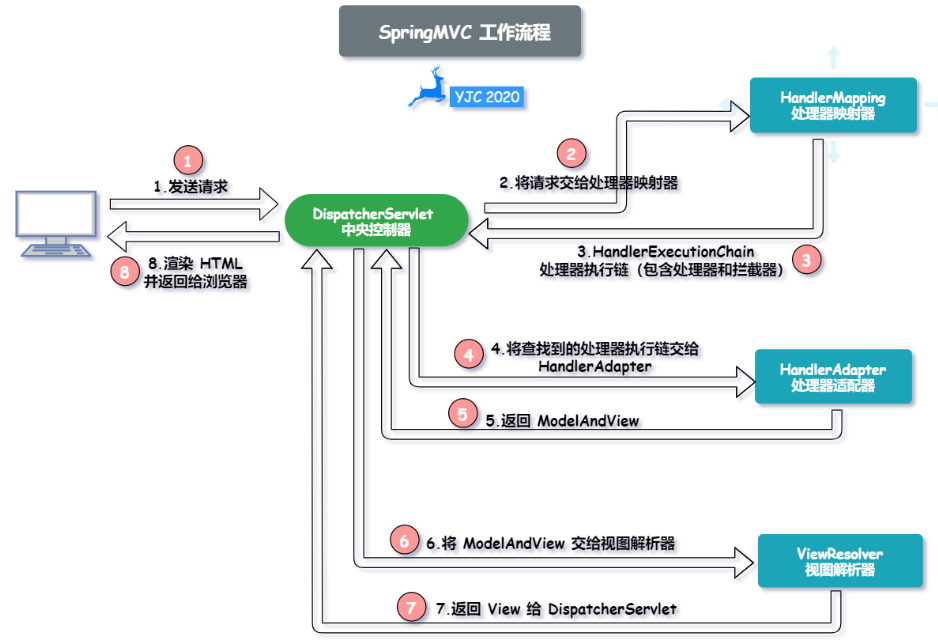 SpringMVC 工作流程
YJC 2020
HandlerMapping
处理器映射器
1
1.发送请求
2
2.将请求交给处理器映射器
DispatcherServlet
中央控制器
3.HandlerExecutionChain
处理器执行链（包含处理器和拦截器）
3
8
8.渲染 HTML
并返回给浏览器
4
4.将查找到的处理器执行链交给
HandlerAdapter
HandlerAdapter
处理器适配器
5
5.返回 ModelAndView
6
6.将 ModelAndView 交给视图解析器
ViewResolver
视图解析器
7
7.返回 View 给 DispatcherServlet